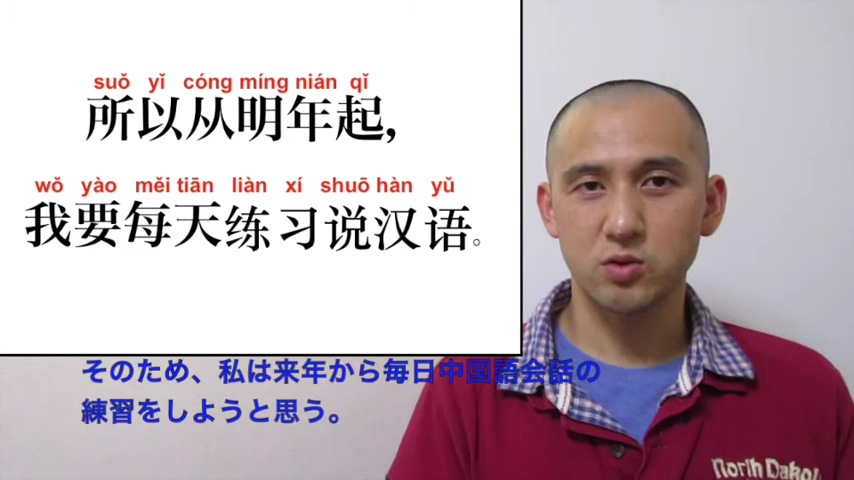 suǒ yǐ cóng míng nián qǐ
所以从明年起,
wǒ yào měi tiān liàn xí shuō hàn yǔ
我要每天练习说汉语。
そのため、私は来年から毎日中国語会話の
練習をしようと思う。
North Dakota